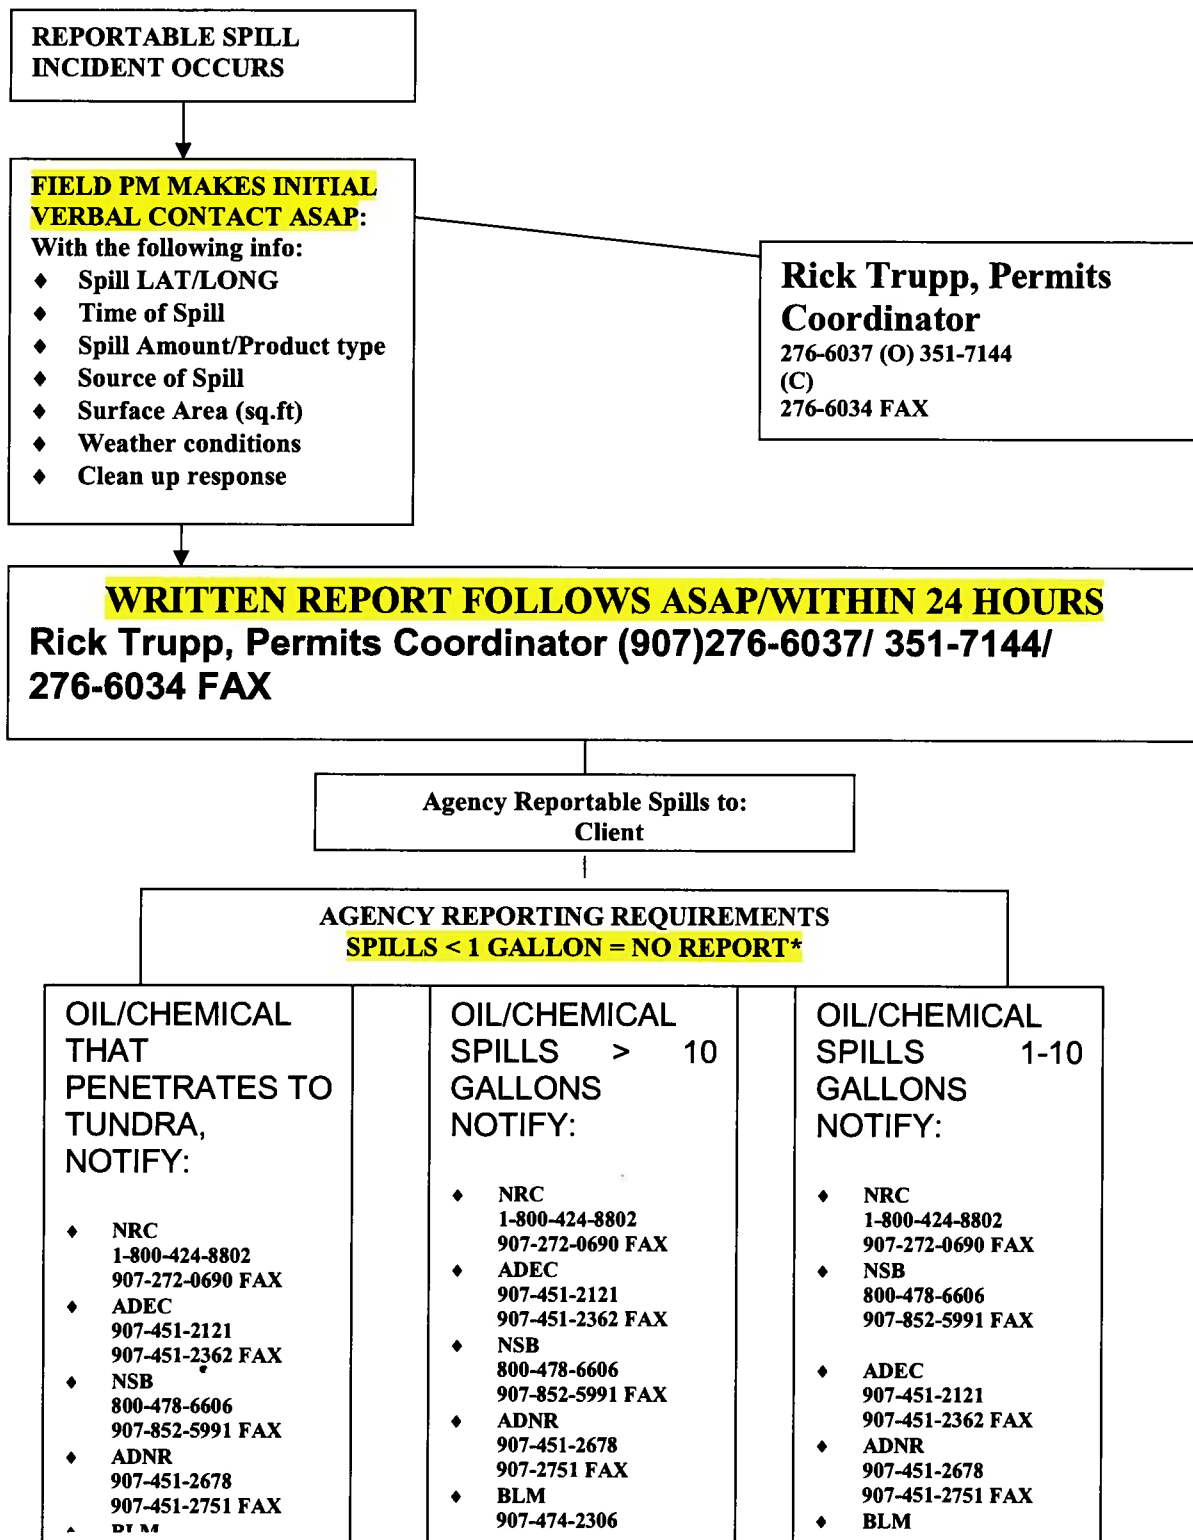 REPORTABLE SPILL
INCIDENT OCCURS
FIELD PM MAKES INITIAL
VERBAL CONTACT ASAP:
With the following info:
♦ Spill LAT/LONG
♦ Time of Spill
♦ Spill Amount/Product type
♦ Source of Spill
♦ Surface Area (sq.ft)
♦ Weather conditions
♦ Clean up response
Rick Trupp, Permits
Coordinator
276-6037 (O) 351-7144
(C)
276-6034 FAX
WRITTEN REPORT FOLLOWS ASAP/WITHIN 24 HOURS
Rick Trupp, Permits Coordinator (907)276-6037/ 351-7144/
276-6034 FAX
Agency Reportable Spills to:
Client
AGENCY REPORTING REQUIREMENTS
SPILLS < 1 GALLON = NO REPORT*
OIL/CHEMICAL
THAT
PENETRATES TO
TUNDRA,
NOTIFY:
♦ NRC
1-800-424-8802
907-272-0690 FAX
♦ ADEC
907-451-2121
907-451-2362 FAX
♦ NSB
800-478-6606
907-852-5991 FAX
♦ ADNR
907-451-2678
907-451-2751 FAX
♦ BLM
OIL/CHEMICAL
SPILLS > 10
GALLONS
NOTIFY:
♦ NRC
1-800-424-8802
907-272-0690 FAX
♦ ADEC
907-451-2121
907-451-2362 FAX
♦ NSB
800-478-6606
907-852-5991 FAX
♦ ADNR
907-451-2678
907-2751 FAX
♦ BLM
907-474-2306
OIL/CHEMICAL
SPILLS 1-10
GALLONS
NOTIFY:
♦ NRC
1-800-424-8802
907-272-0690 FAX
♦ NSB
800-478-6606
907-852-5991 FAX
♦ ADEC
907-451-2121
907-451-2362 FAX
♦ ADNR
907-451-2678
907-451-2751 FAX
♦ BLM